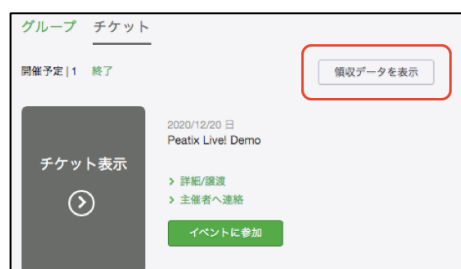 グループ チケット
開催予定|1 終了
領収データを表示
チケット表示
2020/12/20 日
Peatix Live! Demo
> 詳細/譲渡
> 主催者へ連絡
イベントに参加